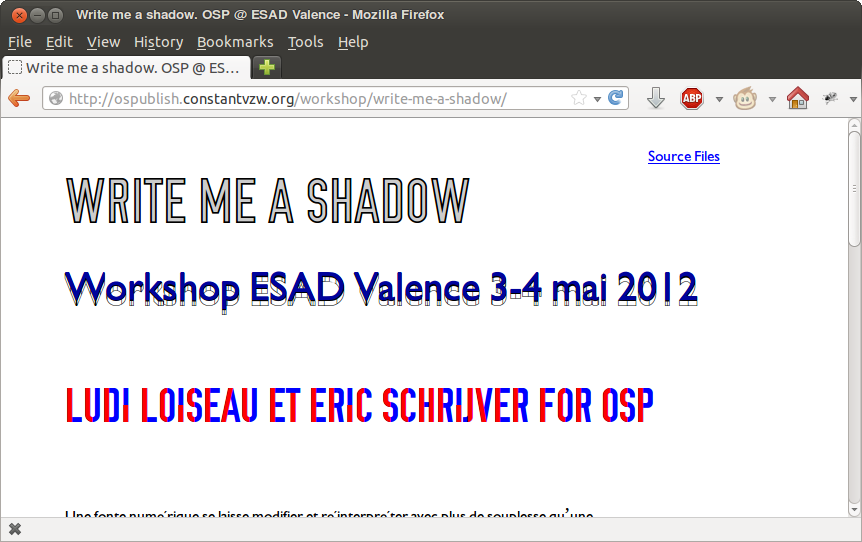 Write me a shadow. OSP @ ESAD Valence - Mozilla Firefox
File Edit View History Bookmarks Tools Help
Write me a shadow. OSP @ ES...
http://ospublish.constantvzw.org/workshop/write-me-a-shadow/
ABP
Source Files
WRITE ME A SHADOW
Workshop ESAD Valence 3-4 mai 2012
LUDI LOISEAU ET ERIC SCHRIJVER FOR OSP
Une fonte nume´rique se laisse modifier et re´interpre´ter avec plus de souplesse qu’une